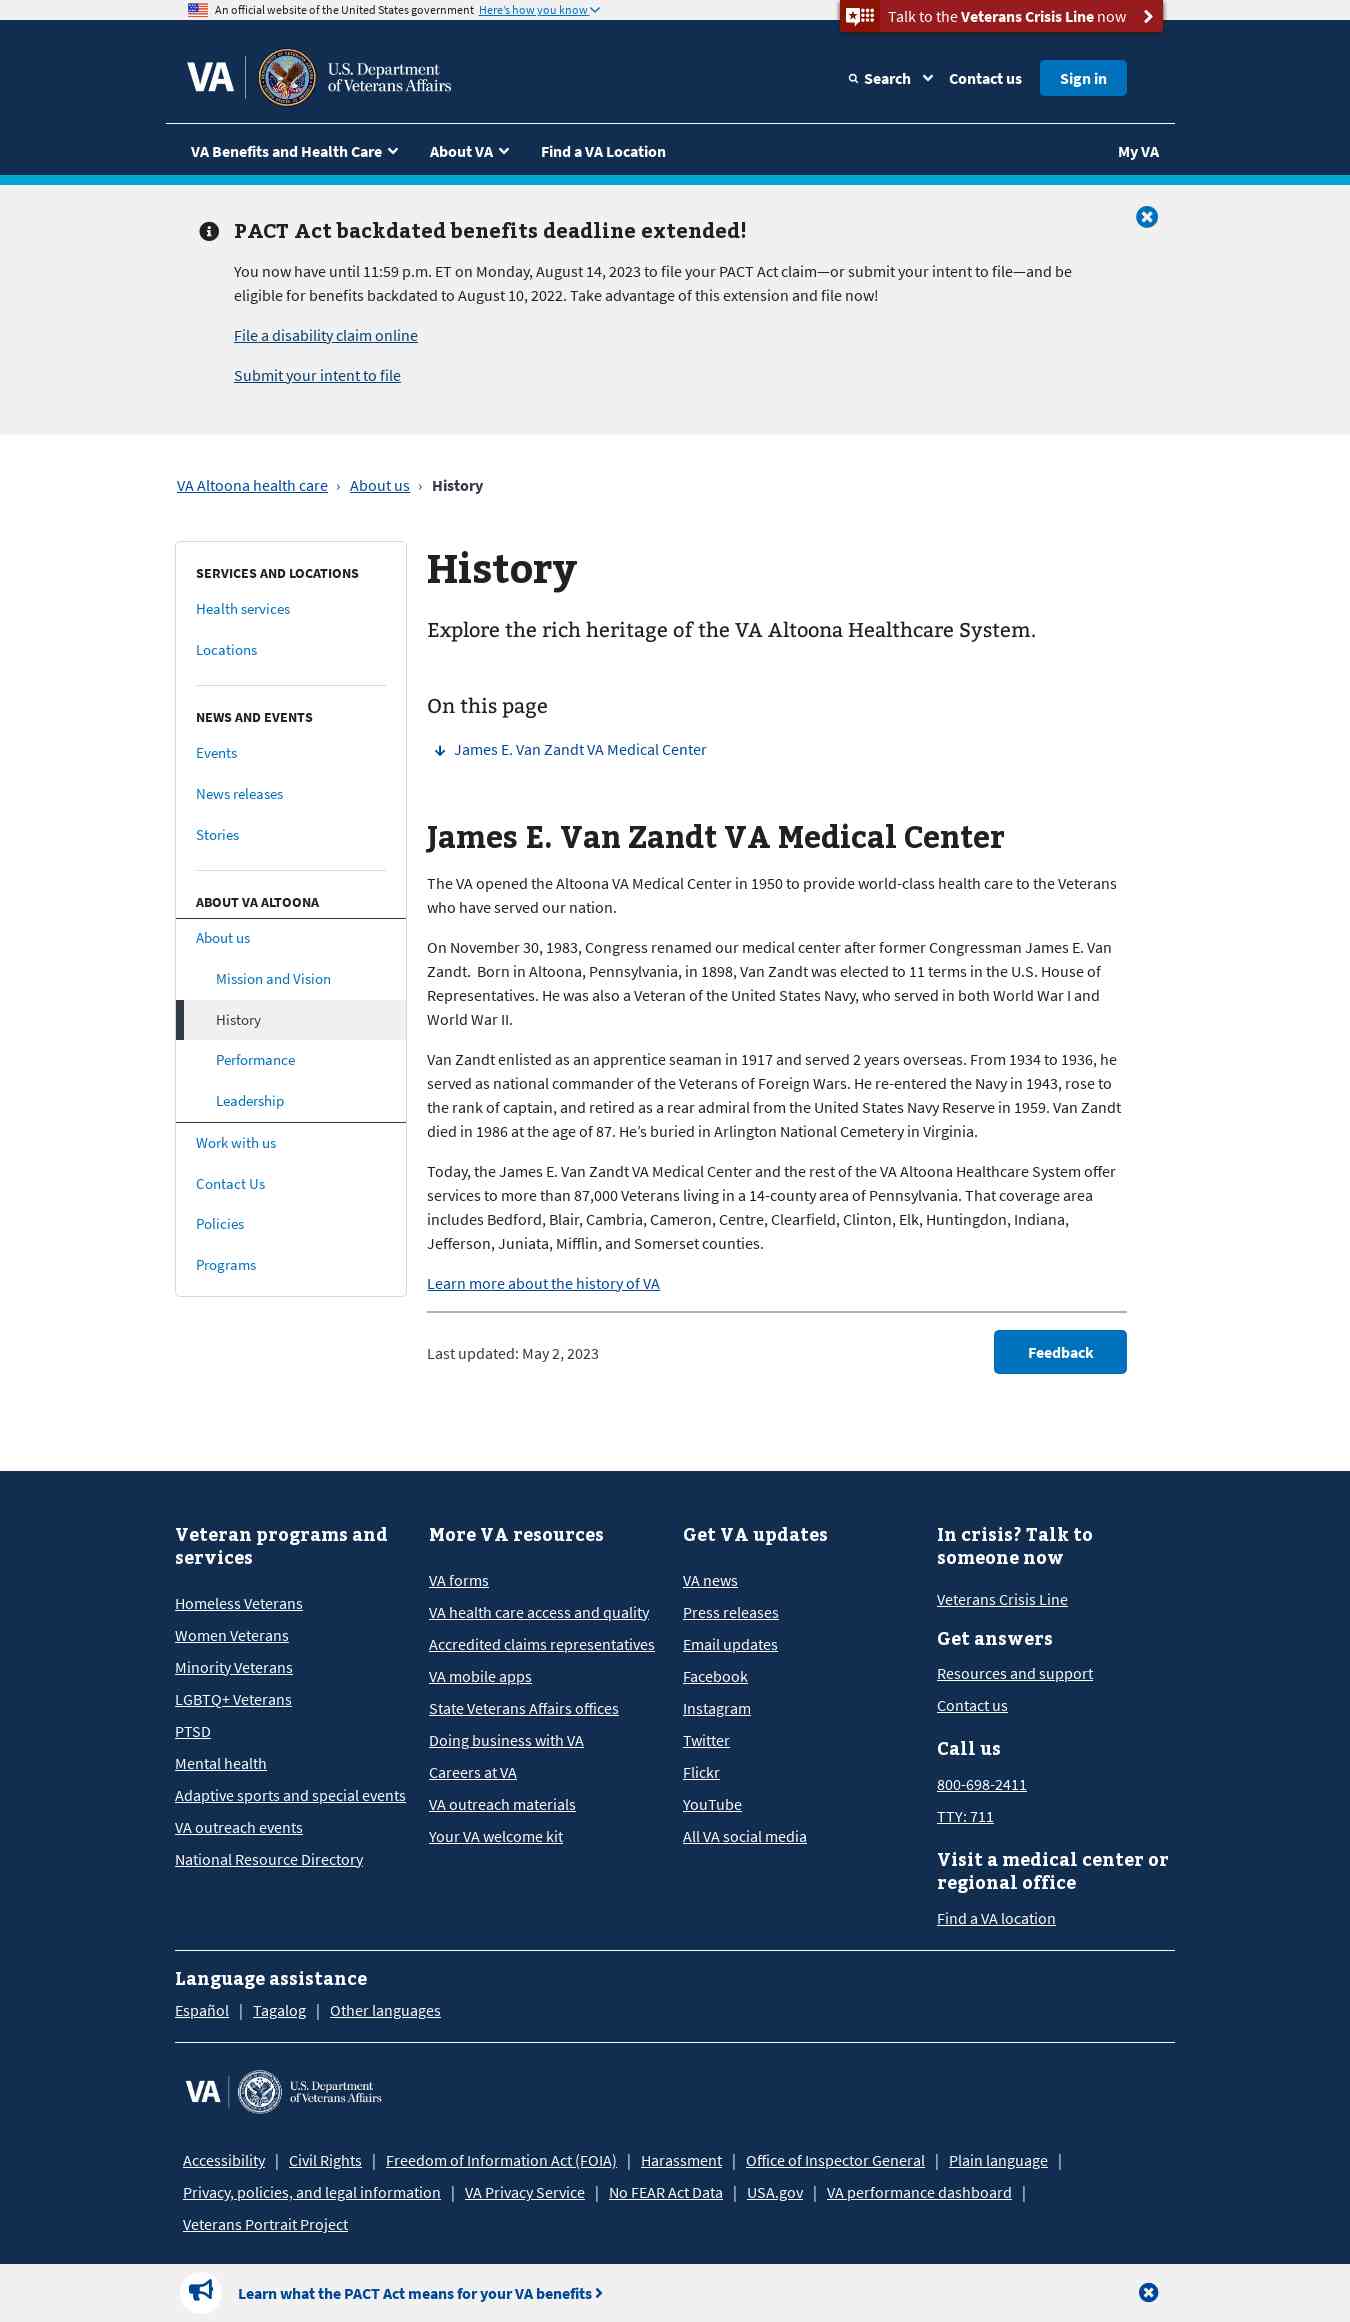 An official website of the United States government Here's how you know
Talk to the Veterans Crisis Line now
VA U.S. Department
of Veterans Affairs
Search Contact us Sign in
VA Benefits and Health Care About VA Find a VA Location My VA
PACT Act backdated benefits deadline extended!
You now have until 11:59 p.m. ET on Monday, August 14, 2023 to file your PACT Act claim—or submit your intent to file—and be
eligible for benefits backdated to August 10, 2022. Take advantage of this extension and file now!
File a disability claim online
Submit your intent to file
VA Altoona health care › About us › History
SERVICES AND LOCATIONS
Health services
Locations
NEWS AND EVENTS
Events
News releases
Stories
ABOUT VA ALTOONA
About us
Mission and Vision
History
Performance
Leadership
Work with us
Contact Us
Policies
Programs
History
Explore the rich heritage of the VA Altoona Healthcare System.
On this page
James E. Van Zandt VA Medical Center
James E. Van Zandt VA Medical Center
The VA opened the Altoona VA Medical Center in 1950 to provide world-class health care to the Veterans
who have served our nation.
On November 30, 1983, Congress renamed our medical center after former Congressman James E. Van
Zandt.  Born in Altoona, Pennsylvania, in 1898, Van Zandt was elected to 11 terms in the U.S. House of
Representatives. He was also a Veteran of the United States Navy, who served in both World War I and
World War II.
Van Zandt enlisted as an apprentice seaman in 1917 and served 2 years overseas. From 1934 to 1936, he
served as national commander of the Veterans of Foreign Wars. He re-entered the Navy in 1943, rose to
the rank of captain, and retired as a rear admiral from the United States Navy Reserve in 1959. Van Zandt
died in 1986 at the age of 87. He's buried in Arlington National Cemetery in Virginia.
Today, the James E. Van Zandt VA Medical Center and the rest of the VA Altoona Healthcare System offer
services to more than 87,000 Veterans living in a 14-county area of Pennsylvania. That coverage area
includes Bedford, Blair, Cambria, Cameron, Centre, Clearfield, Clinton, Elk, Huntingdon, Indiana,
Jefferson, Juniata, Mifflin, and Somerset counties.
Learn more about the history of VA
Last updated: May 2, 2023
Feedback
Veteran programs and
services
Homeless Veterans
Women Veterans
Minority Veterans
LGBTQ+ Veterans
PTSD
Mental health
Adaptive sports and special events
VA outreach events
National Resource Directory
More VA resources
VA forms
VA health care access and quality
Accredited claims representatives
VA mobile apps
State Veterans Affairs offices
Doing business with VA
Careers at VA
VA outreach materials
Your VA welcome kit
Get VA updates
VA news
Press releases
Email updates
Facebook
Instagram
Twitter
Flickr
YouTube
All VA social media
In crisis? Talk to
someone now
Veterans Crisis Line
Get answers
Resources and support
Contact us
Call us
800-698-2411
TTY: 711
Visit a medical center or
regional office
Find a VA location
Language assistance
Español | Tagalog | Other languages
VA U.S. Department
of Veterans Affairs
Accessibility | Civil Rights | Freedom of Information Act (FOIA) | Harassment | Office of Inspector General | Plain language |
Privacy, policies, and legal information | VA Privacy Service | No FEAR Act Data | USA.gov | VA performance dashboard |
Veterans Portrait Project
Learn what the PACT Act means for your VA benefits